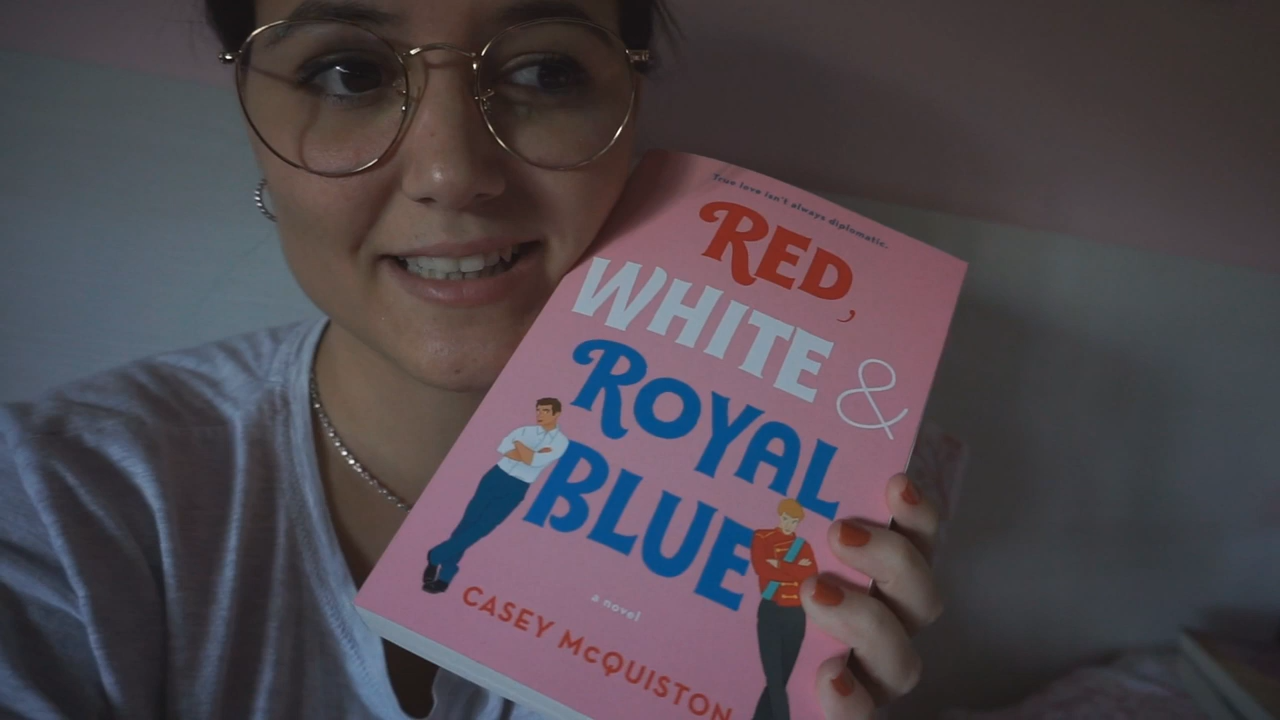 True love isn't always diplomatic.
RED,
WHITE &
ROYAL
BLUE
a novel
CASEY McQUISTON